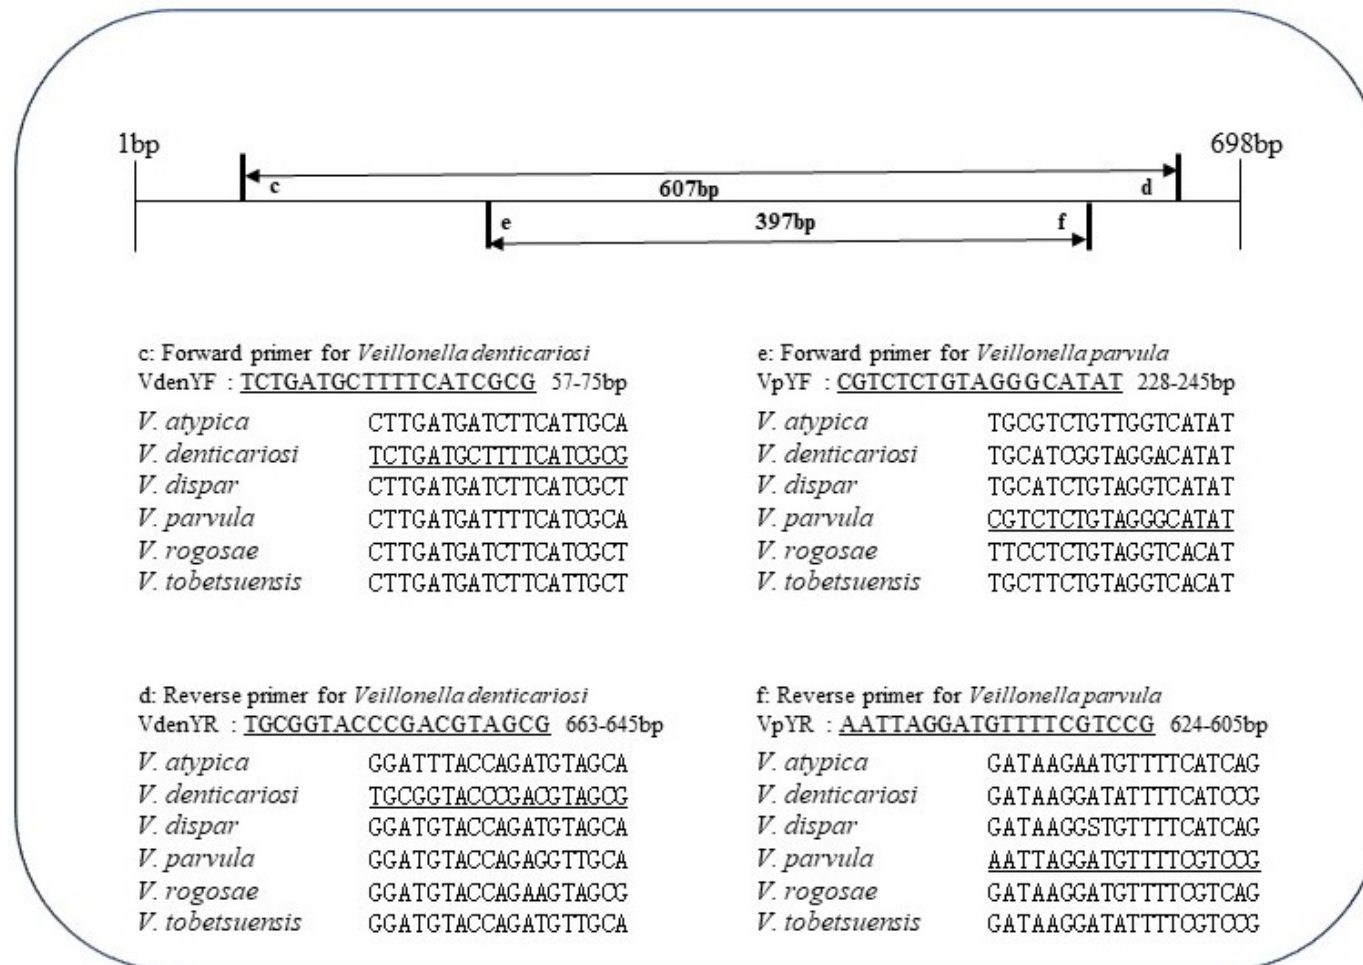 1bp 698bp
c 607bp d
e 397bp f
c: Forward primer for Veillonella denticariosi
VdenYF : TCTGATGCTTTTCATCGCG 57-75bp
V. atypica CTTGATGATCTTCATTGCA
V. denticariosi TCTGATGCTTTTCATCGCG
V. dispar CTTGATGATCTTCATCGCT
V. parvula CTTGATGATTTTCATCGCA
V. rogosae CTTGATGATCTTCATCGCT
V. tobetsuensis CTTGATGATCTTCATTGCT
e: Forward primer for Veillonella parvula
VpYF : CGTCTCTGTAGGGCATAT 228-245bp
V. atypica TGCGTCTGTTGGTCATAT
V. denticariosi TGCATCGGTAGGACATAT
V. dispar TGCATCTGTAGGTCATAT
V. parvula CGTCTCTGTAGGGCATAT
V. rogosae TTCCTCTGTAGGTCACAT
V. tobetsuensis TGCTTCTGTAGGTCACAT
d: Reverse primer for Veillonella denticariosi
VdenYR : TGCGGTACCCGACGTAGCG 663-645bp
V. atypica GGATTTACCAGATGTAGCA
V. denticariosi TGCGGTACCCGACGTAGCG
V. dispar GGATGTACCAGATGTAGCA
V. parvula GGATGTACCAGAGGTTGCA
V. rogosae GGATGTACCAGAAGTAGCG
V. tobetsuensis GGATGTACCAGATGTTGCA
f: Reverse primer for Veillonella parvula
VpYR : AATTAGGATGTTTTCGTCCG 624-605bp
V. atypica GATAAGAATGTTTTCATCAG
V. denticariosi GATAAGGATATTTTCATCCG
V. dispar GATAAGGSTGTTTTCATCAG
V. parvula AATTAGGATGTTTTCGTCCG
V. rogosae GATAAGGATGTTTTCGTCAG
V. tobetsuensis GATAAGGATATTTTCGTCCG